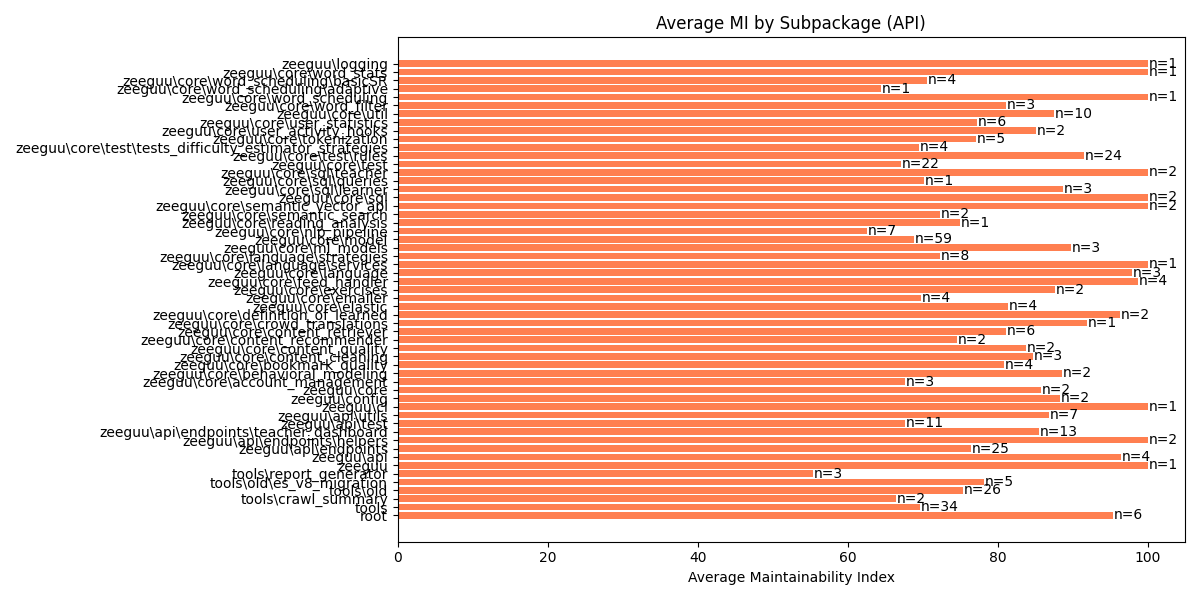 Average MI by Subpackage (API)
zeeguu\logging n=1
zeeguu\core\word_stats n=1
zeeguu\core\word_scheduling\basicSR n=4
zeeguu\core\word_scheduling\adaptive n=1
zeeguu\core\word_scheduling n=1
zeeguu\core\word_filter n=3
zeeguu\core\util n=10
zeeguu\core\user_statistics n=6
zeeguu\core\user_activity_hooks n=2
zeeguu\core\tokenization n=5
zeeguu\core\test\tests_difficulty_estimator_strategies n=4
zeeguu\core\test\rules n=24
zeeguu\core\test n=22
zeeguu\core\sql\teacher n=2
zeeguu\core\sql\queries n=1
zeeguu\core\sql\learner n=3
zeeguu\core\sql n=2
zeeguu\core\semantic_vector_api n=2
zeeguu\core\semantic_search n=2
zeeguu\core\reading_analysis n=1
zeeguu\core\nlp_pipeline n=7
zeeguu\core\model n=59
zeeguu\core\ml_models n=3
zeeguu\core\language\strategies n=8
zeeguu\core\language\services n=1
zeeguu\core\language n=3
zeeguu\core\feed_handler n=4
zeeguu\core\exercises n=2
zeeguu\core\emailer n=4
zeeguu\core\elastic n=4
zeeguu\core\definition_of_learned n=2
zeeguu\core\crowd_translations n=1
zeeguu\core\content_retriever n=6
zeeguu\core\content_recommender n=2
zeeguu\core\content_quality n=2
zeeguu\core\content_cleaning n=3
zeeguu\core\bookmark_quality n=4
zeeguu\core\behavioral_modeling n=2
zeeguu\core\account_management n=3
zeeguu\core n=2
zeeguu\config n=2
zeeguu\cl n=1
zeeguu\api\utils n=7
zeeguu\api\test n=11
zeeguu\api\endpoints\teacher_dashboard n=13
zeeguu\api\endpoints\helpers n=2
zeeguu\api\endpoints n=25
zeeguu\api n=4
zeeguu n=1
tools\report_generator n=3
tools\old\es_v8_migration n=5
tools\old n=26
tools\crawl_summary n=2
tools n=34
root n=6
0 20 40 60 80 100
Average Maintainability Index